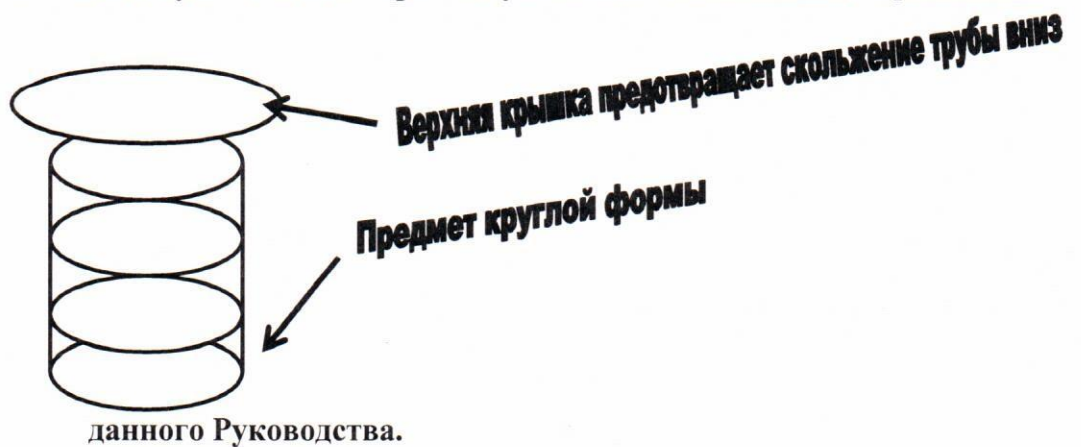 Верхняя крышка предотвращает скольжение трубы вниз
Предмет круглой формы
данного Руководства.